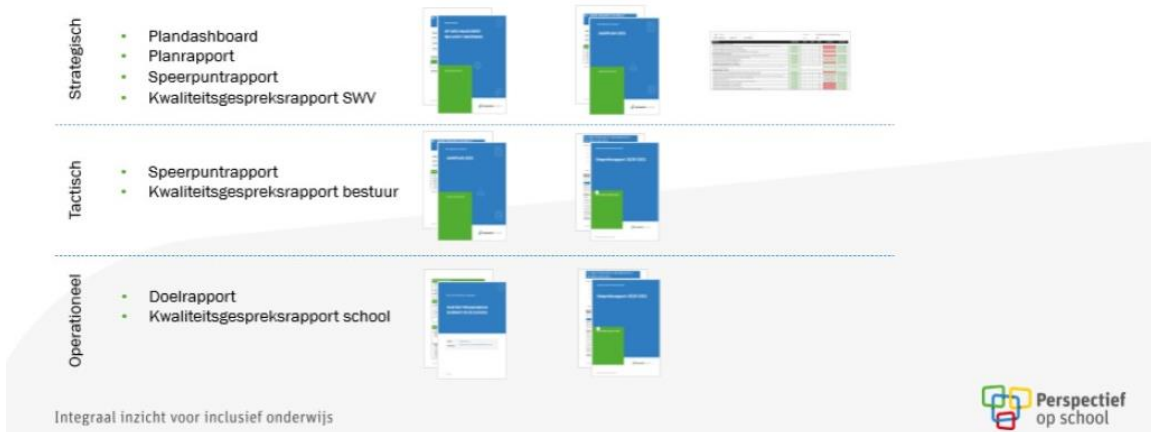 Strategisch
Plandashboard
Planrapport
Speerpuntrapport
Kwaliteitsgespreksrapport SWV
Tactisch
Speerpuntrapport
Kwaliteitsgespreksrapport bestuur
Operationeel
Doelrapport
Kwaliteitsgespreksrapport school
Integraal inzicht voor inclusief onderwijs
Perspectief
op school